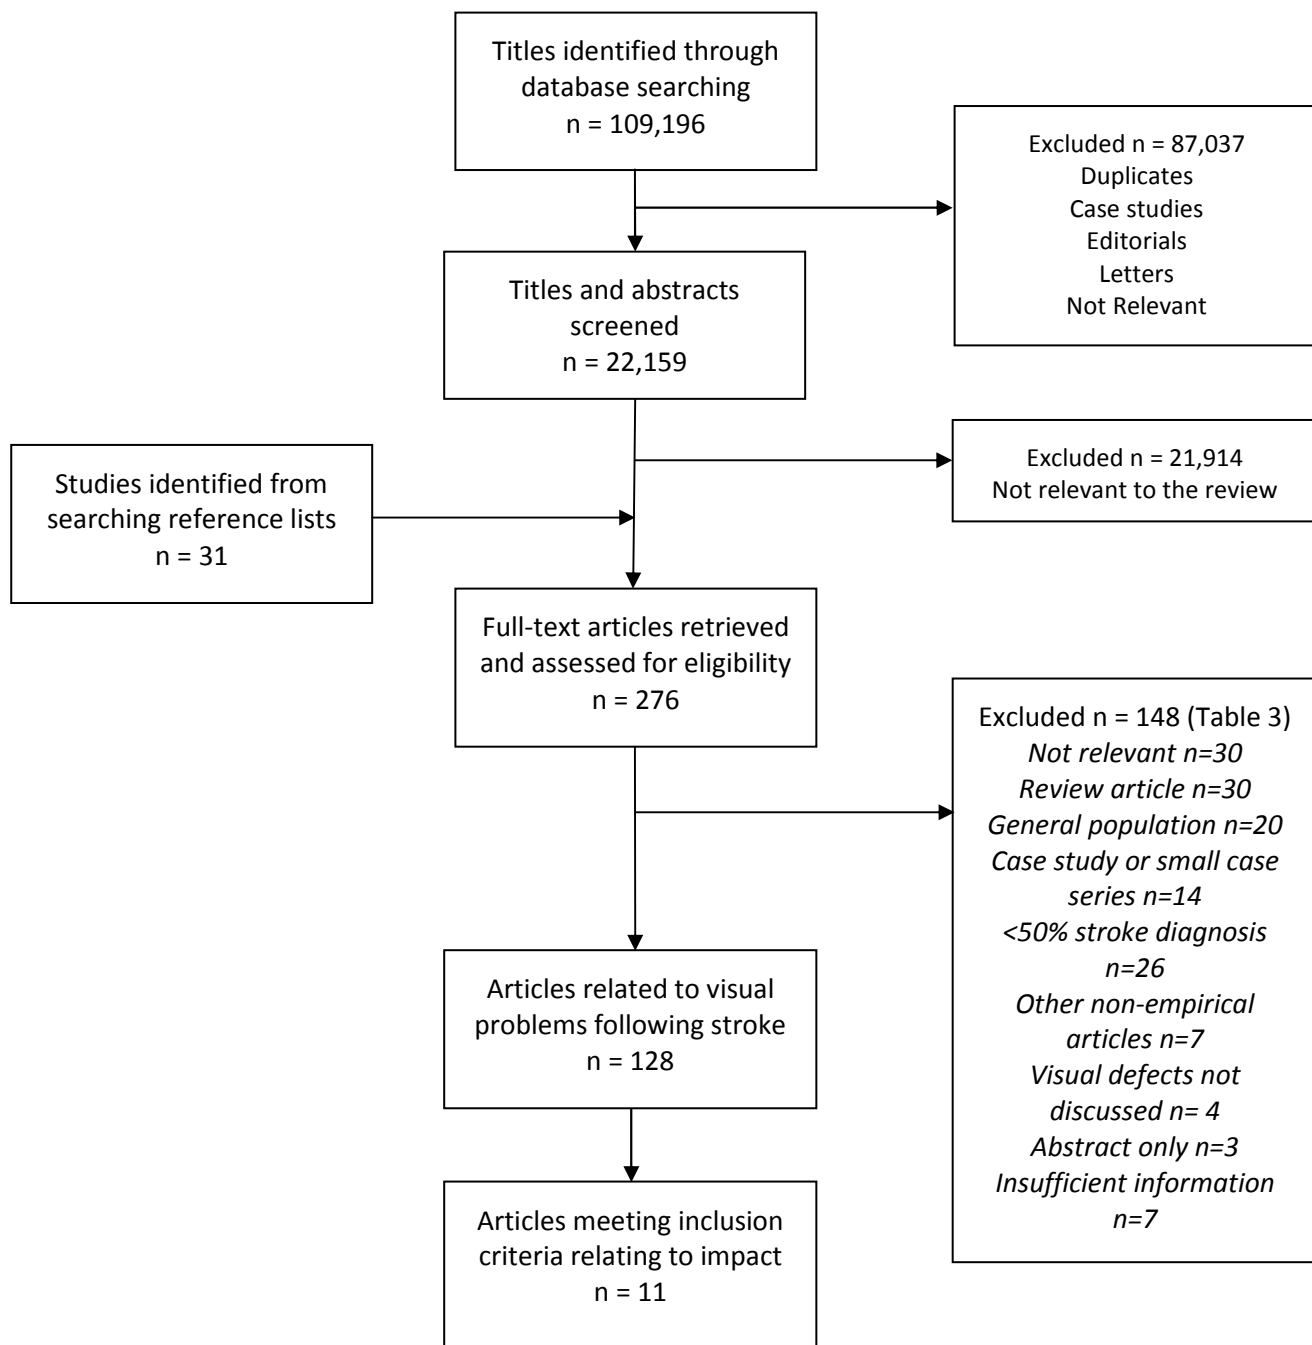 Titles identified through
database searching
n = 109,196
Excluded n = 87,037
Duplicates
Case studies
Editorials
Letters
Not Relevant
Titles and abstracts
screened
n = 22,159
Excluded n = 21,914
Not relevant to the review
Studies identified from
searching reference lists
n = 31
Full-text articles retrieved
and assessed for eligibility
n = 276
Excluded n = 148 (Table 3)
Not relevant n=30
Review article n=30
General population n=20
Case study or small case
series n=14
<50% stroke diagnosis
n=26
Other non-empirical
articles n=7
Visual defects not
discussed n= 4
Abstract only n=3
Insufficient information
n=7
Articles related to visual
problems following stroke
n = 128
Articles meeting inclusion
criteria relating to impact
n = 11